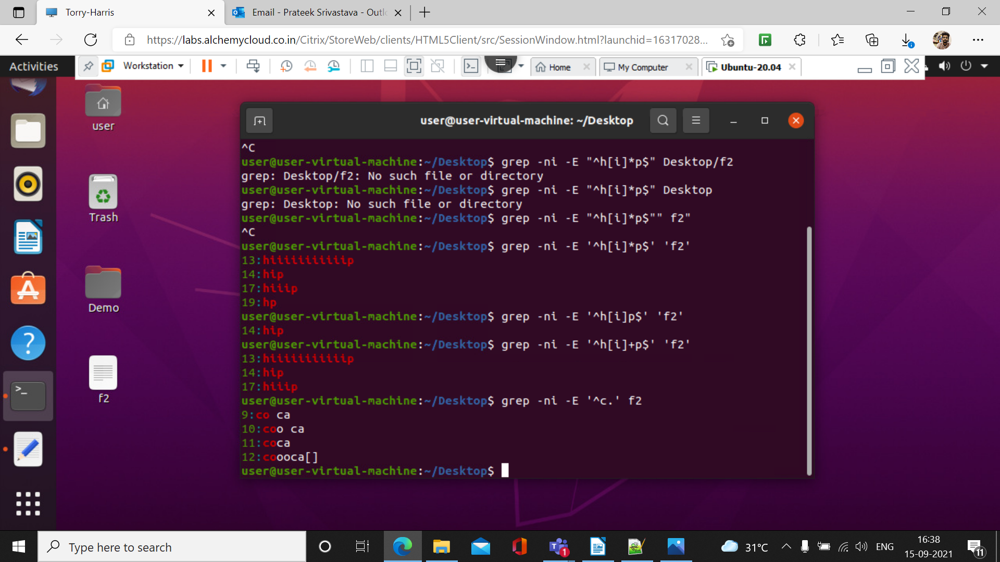 Torry-Harris
Email - Prateek Srivastava - Outl
https://labs.alchemycloud.co.in/Citrix/StoreWeb/clients/HTML5Client/src/SessionWindow.html?launchid=16317028...
Activities
Workstation
Home
My Computer
Ubuntu-20.04
user
Trash
Demo
f2
user@user-virtual-machine: ~/Desktop
^C
user@user-virtual-machine:~/Desktop$ grep -ni -E "^h[i]*p$" Desktop/f2
grep: Desktop/f2: No such file or directory
user@user-virtual-machine:~/Desktop$ grep -ni -E "^h[i]*p$" Desktop
grep: Desktop: No such file or directory
user@user-virtual-machine:~/Desktop$ grep -ni -E "^h[i]*p$"" f2"
^C
user@user-virtual-machine:~/Desktop$ grep -ni -E '^h[i]*p$' 'f2'
13:hiiiiiiiiiiip
14:hip
17:hiiip
19:hp
user@user-virtual-machine:~/Desktop$ grep -ni -E '^h[i]p$' 'f2'
14:hip
user@user-virtual-machine:~/Desktop$ grep -ni -E '^h[i]+p$' 'f2'
13:hiiiiiiiiiiip
14:hip
17:hiiip
user@user-virtual-machine:~/Desktop$ grep -ni -E '^c.' f2
9:co ca
10:coo ca
11:coca
12:coooca[]
user@user-virtual-machine:~/Desktop$
Type here to search
1
31°C
ENG
16:38
15-09-2021
11